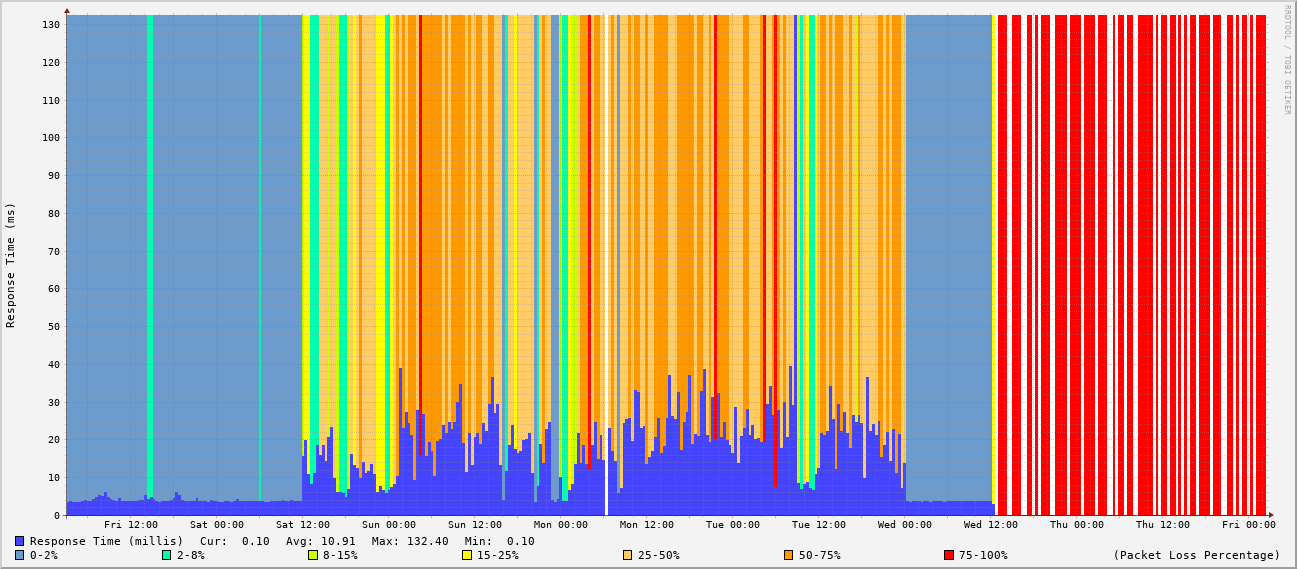 RRDTOOL / TOBI OETIKER
Response Time (ms)
130
120
110
100
90
80
70
60
50
40
30
20
10
0
Fri 12:00 Sat 00:00 Sat 12:00 Sun 00:00 Sun 12:00 Mon 00:00 Mon 12:00 Tue 00:00 Tue 12:00 Wed 00:00 Wed 12:00 Thu 00:00 Thu 12:00 Fri 00:00
Response Time (millis) Cur: 0.10 Avg: 10.91 Max: 132.40 Min: 0.10
0-2% 2-8% 8-15% 15-25% 25-50% 50-75% 75-100% (Packet Loss Percentage)